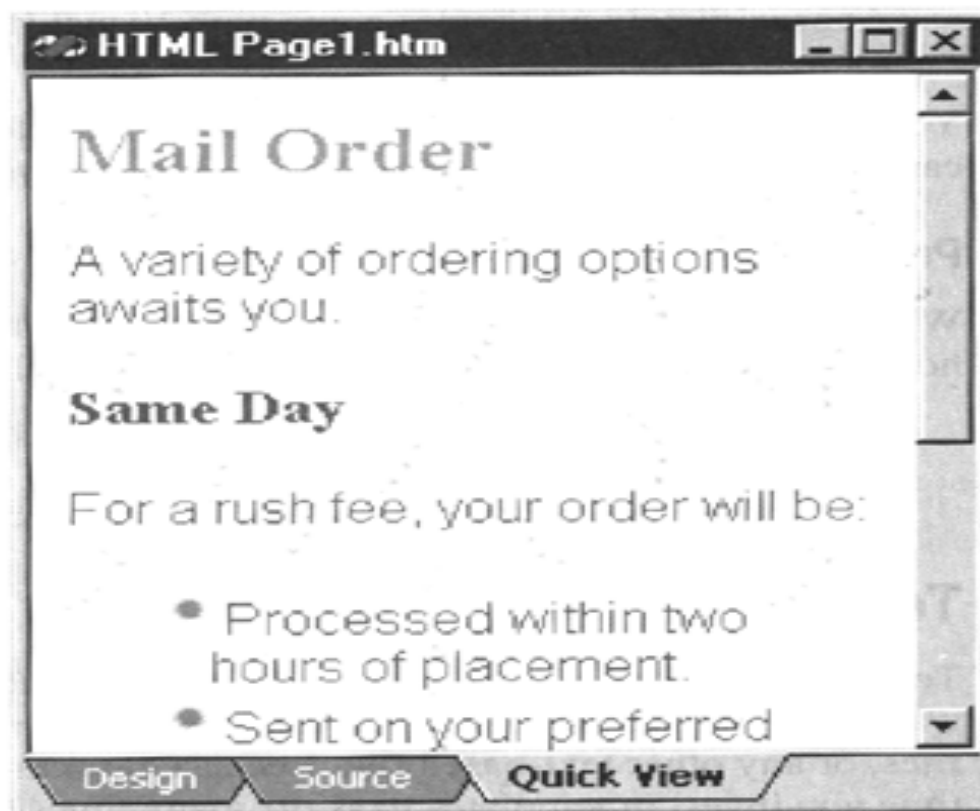 HTML Page1.htm
Mail Order
A variety of ordering options
awaits you.
Same Day
For a rush fee, your order will be:
• Processed within two
hours of placement.
• Sent on your preferred
Design Source Quick View